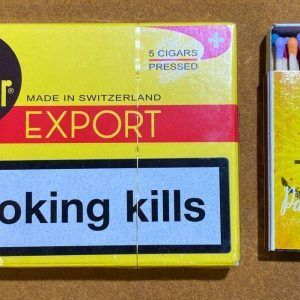 r®
5 CIGARS
PRESSED
MADE IN SWITZERLAND
EXPORT
oking kills